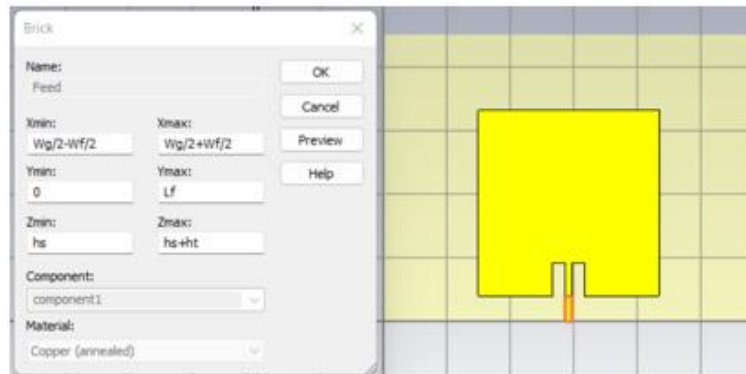 Brick
Name:
Feed
OK
Cancel
Xmin:
Xmax:
Wg/2-Wf/2
Wg/2+Wf/2
Preview
Ymin:
Ymax:
Help
0
Lf
Zmin:
Zmax:
hs
hs+ht
Component:
component1
Material:
Copper (annealed)